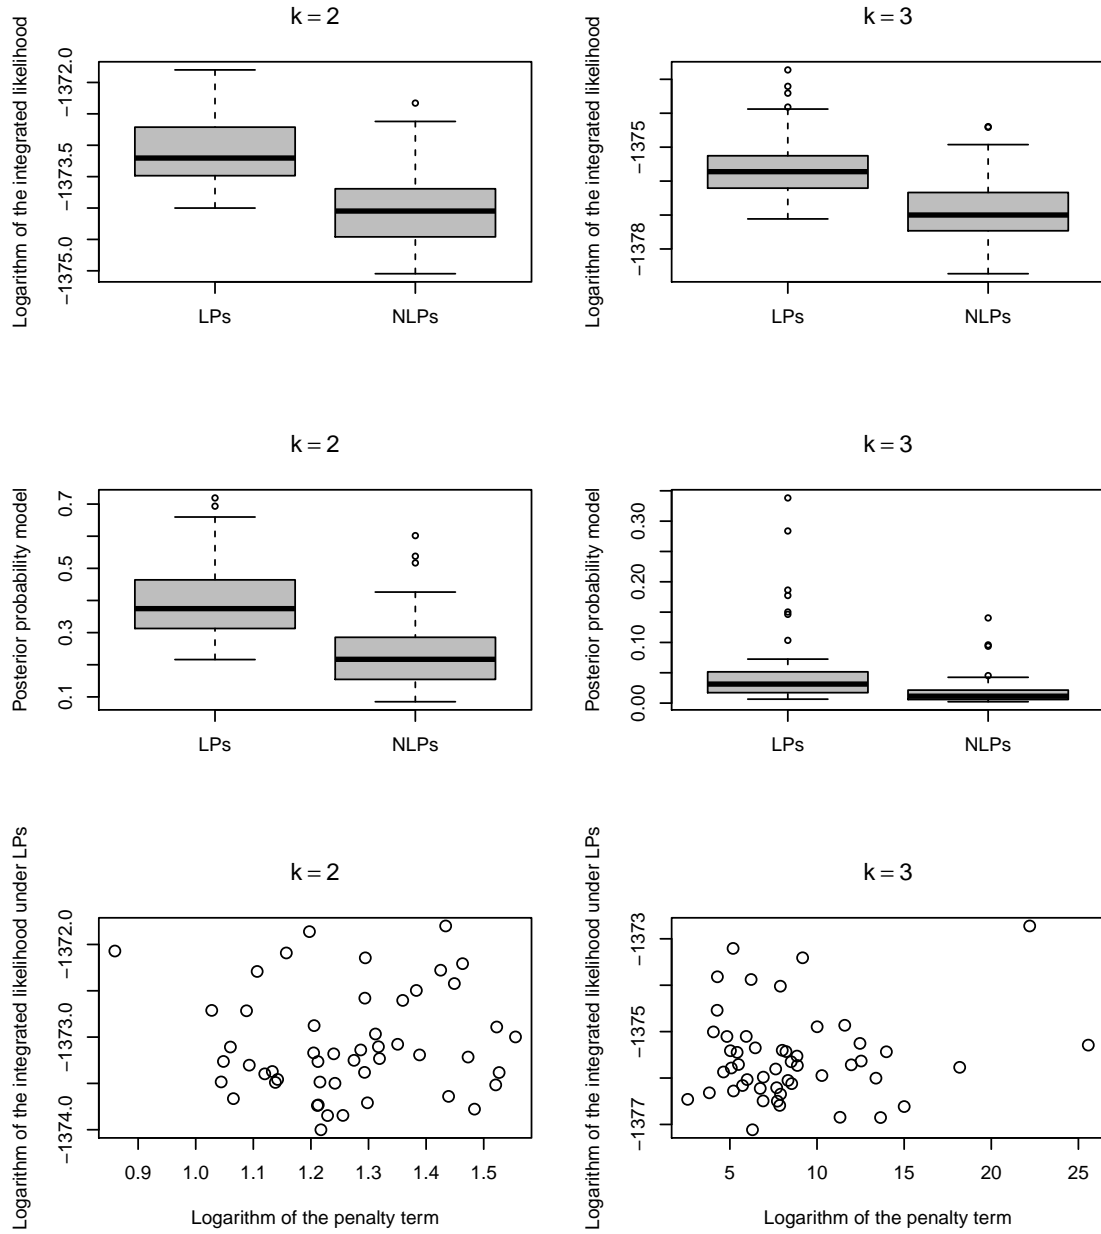 k = 2
Logarithm of the integrated likelihood
−1372.0
−1373.5
−1375.0
LPs
NLPs
k = 3
Logarithm of the integrated likelihood
−1375
−1378
LPs
NLPs
k = 2
Posterior probability model
0.7
0.5
0.3
0.1
LPs
NLPs
k = 3
Posterior probability model
0.30
0.20
0.10
0.00
LPs
NLPs
k = 2
Logarithm of the integrated likelihood under LPs
−1372.0
−1373.0
−1374.0
0.9 1.0 1.1 1.2 1.3 1.4 1.5
Logarithm of the penalty term
k = 3
Logarithm of the integrated likelihood under LPs
−1373
−1375
−1377
5 10 15 20 25
Logarithm of the penalty term